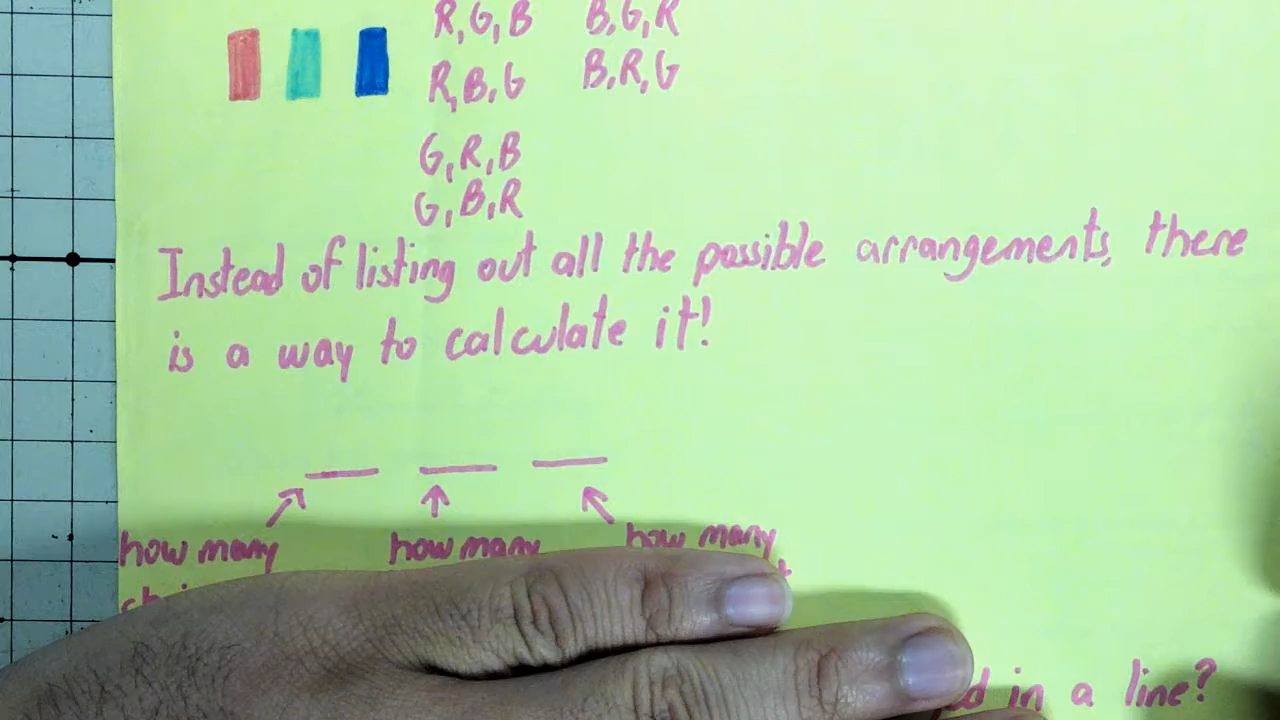 R,G,B B,G,R
R,B,G B,R,G
G,R,B
G,B,R
Instead of listing out all the possible arrangements, there
is a way to calculate it!
how many how many how many
in a line?